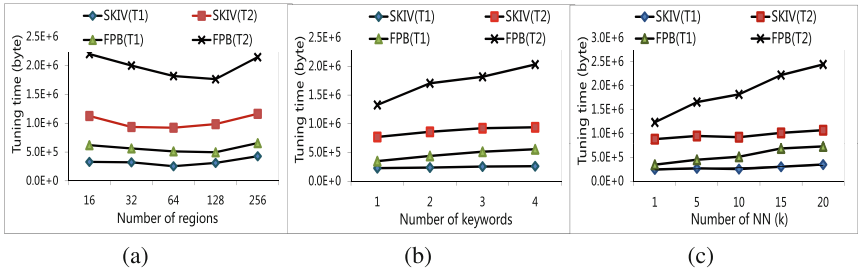 SKIV(T1) SKIV(T2)
FPB(T1) FPB(T2)
Tuning time (byte)
2.5E+6
2.0E+6
1.5E+6
1.0E+6
5.0E+5
0.0E+0
16 32 64 128 256
Number of regions
(a)
SKIV(T1) SKIV(T2)
FPB(T1) FPB(T2)
Tuning time (byte)
2.5E+6
2.0E+6
1.5E+6
1.0E+6
5.0E+5
0.0E+0
1 2 3 4
Number of keywords
(b)
SKIV(T1) SKIV(T2)
FPB(T1) FPB(T2)
Tuning time (byte)
3.0E+6
2.5E+6
2.0E+6
1.5E+6
1.0E+6
5.0E+5
0.0E+0
1 5 10 15 20
Number of NN (k)
(c)